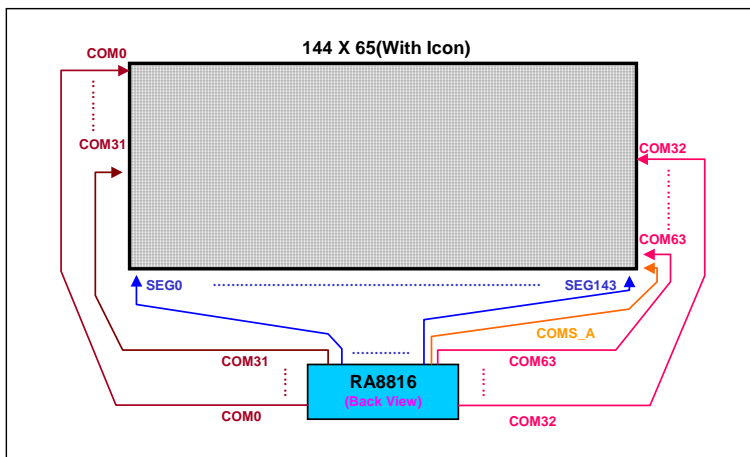 144 X 65(With Icon)
COM0
COM31
COM32
COM63
SEG0
SEG143
COMS_A
COM31
COM63
RA8816
(Back View)
COM0
COM32